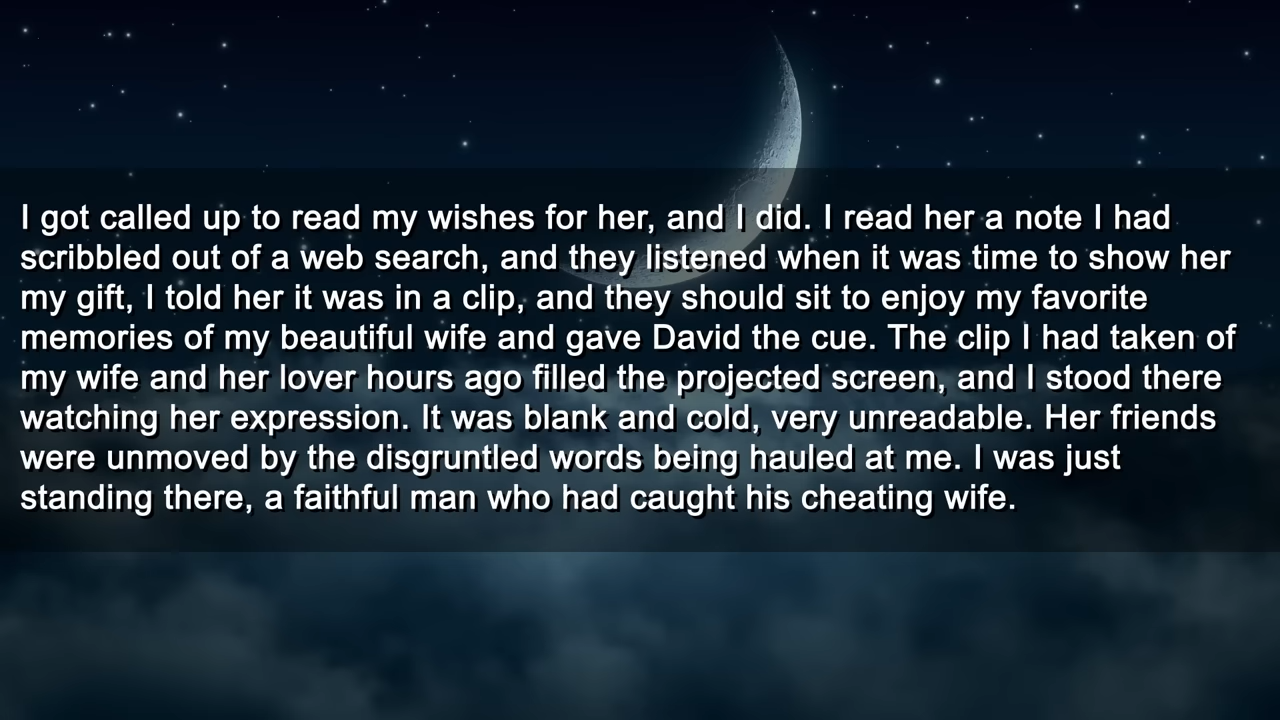 I got called up to read my wishes for her, and I did. I read her a note I had
scribbled out of a web search, and they listened when it was time to show her
my gift, I told her it was in a clip, and they should sit to enjoy my favorite
memories of my beautiful wife and gave David the cue. The clip I had taken of
my wife and her lover hours ago filled the projected screen, and I stood there
watching her expression. It was blank and cold, very unreadable. Her friends
were unmoved by the disgruntled words being hauled at me. I was just
standing there, a faithful man who had caught his cheating wife.